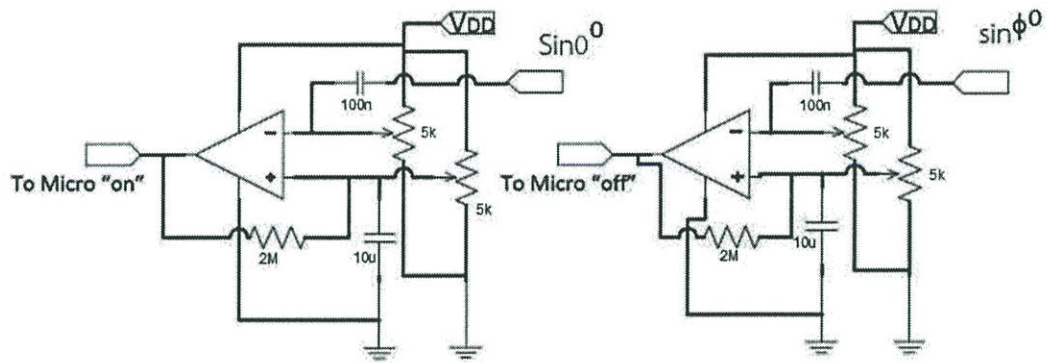 VDD
Sin0⁰
100n
-
5k
+
5k
To Micro "on"
2M
10u
VDD
sinϕ⁰
100n
-
5k
+
5k
To Micro "off"
2M
10u